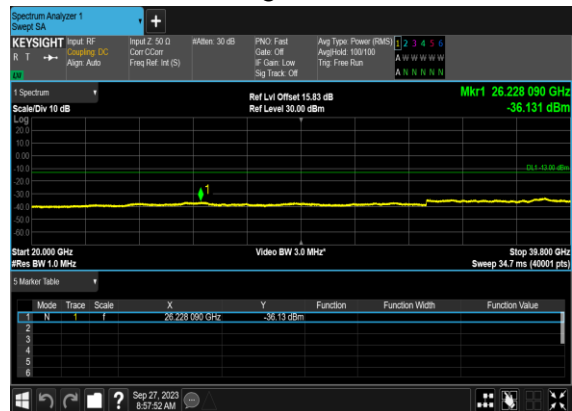 Spectrum Analyzer 1
Swept SA
+
KEYSIGHT Input: RF Input Z: 50 Ω #Atten: 30 dB PNO: Fast Avg Type: Power (RMS) 1 2 3 4 5 6
R T Coupling: DC Corr CCorr Gate: Off Avg|Hold: 100/100 A W W W W W
Align: Auto Freq Ref: Int (S) IF Gain: Low Trig: Free Run
LXI Sig Track: Off A N N N N N
1 Spectrum Ref Lvl Offset 15.83 dB Mkr1 26.228 090 GHz
Scale/Div 10 dB Ref Level 30.00 dBm -36.131 dBm
Log
20.0
10.0
0.00
-10.0 DL1 -13.00 dBm
-20.0
-30.0 1
-40.0
-50.0
-60.0
Start 20.000 GHz Video BW 3.0 MHz* Stop 39.800 GHz
#Res BW 1.0 MHz Sweep 34.7 ms (40001 pts)
5 Marker Table
Mode Trace Scale X Y Function Function Width Function Value
1 N 1 f 26.228 090 GHz -36.13 dBm
2
3
4
5
6
? Sep 27, 2023
8:57:52 AM